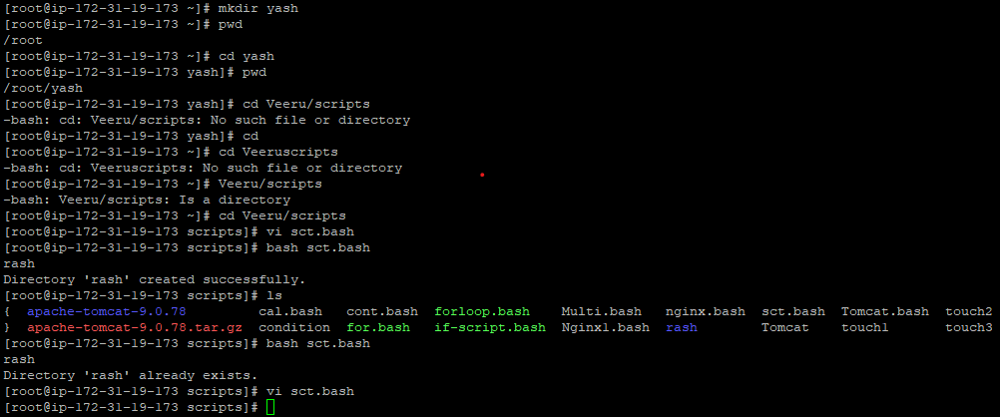 [root@ip-172-31-19-173 ~]# mkdir yash
[root@ip-172-31-19-173 ~]# pwd
/root
[root@ip-172-31-19-173 ~]# cd yash
[root@ip-172-31-19-173 yash]# pwd
/root/yash
[root@ip-172-31-19-173 yash]# cd Veeru/scripts
-bash: cd: Veeru/scripts: No such file or directory
[root@ip-172-31-19-173 yash]# cd
[root@ip-172-31-19-173 ~]# cd Veeruscripts
-bash: cd: Veeruscripts: No such file or directory
[root@ip-172-31-19-173 ~]# Veeru/scripts
-bash: Veeru/scripts: Is a directory
[root@ip-172-31-19-173 ~]# cd Veeru/scripts
[root@ip-172-31-19-173 scripts]# vi sct.bash
[root@ip-172-31-19-173 scripts]# bash sct.bash
rash
Directory 'rash' created successfully.
[root@ip-172-31-19-173 scripts]# ls
{  apache-tomcat-9.0.78         cal.bash   cont.bash  forloop.bash    Multi.bash   nginx.bash  sct.bash  Tomcat.bash  touch2
}  apache-tomcat-9.0.78.tar.gz  condition  for.bash   if-script.bash  Nginx1.bash  rash        Tomcat    touch1       touch3
[root@ip-172-31-19-173 scripts]# bash sct.bash
rash
Directory 'rash' already exists.
[root@ip-172-31-19-173 scripts]# vi sct.bash
[root@ip-172-31-19-173 scripts]#